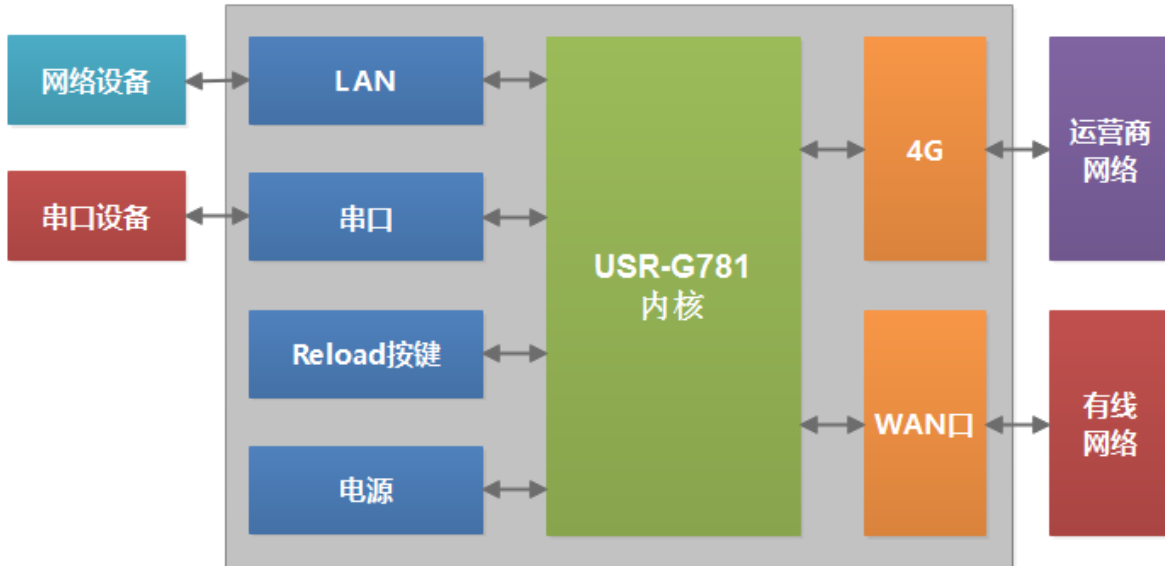 网络设备
LAN
4G
运营商
网络
串口设备
串口
USR-G781
内核
Reload按键
WAN口
有线
网络
电源